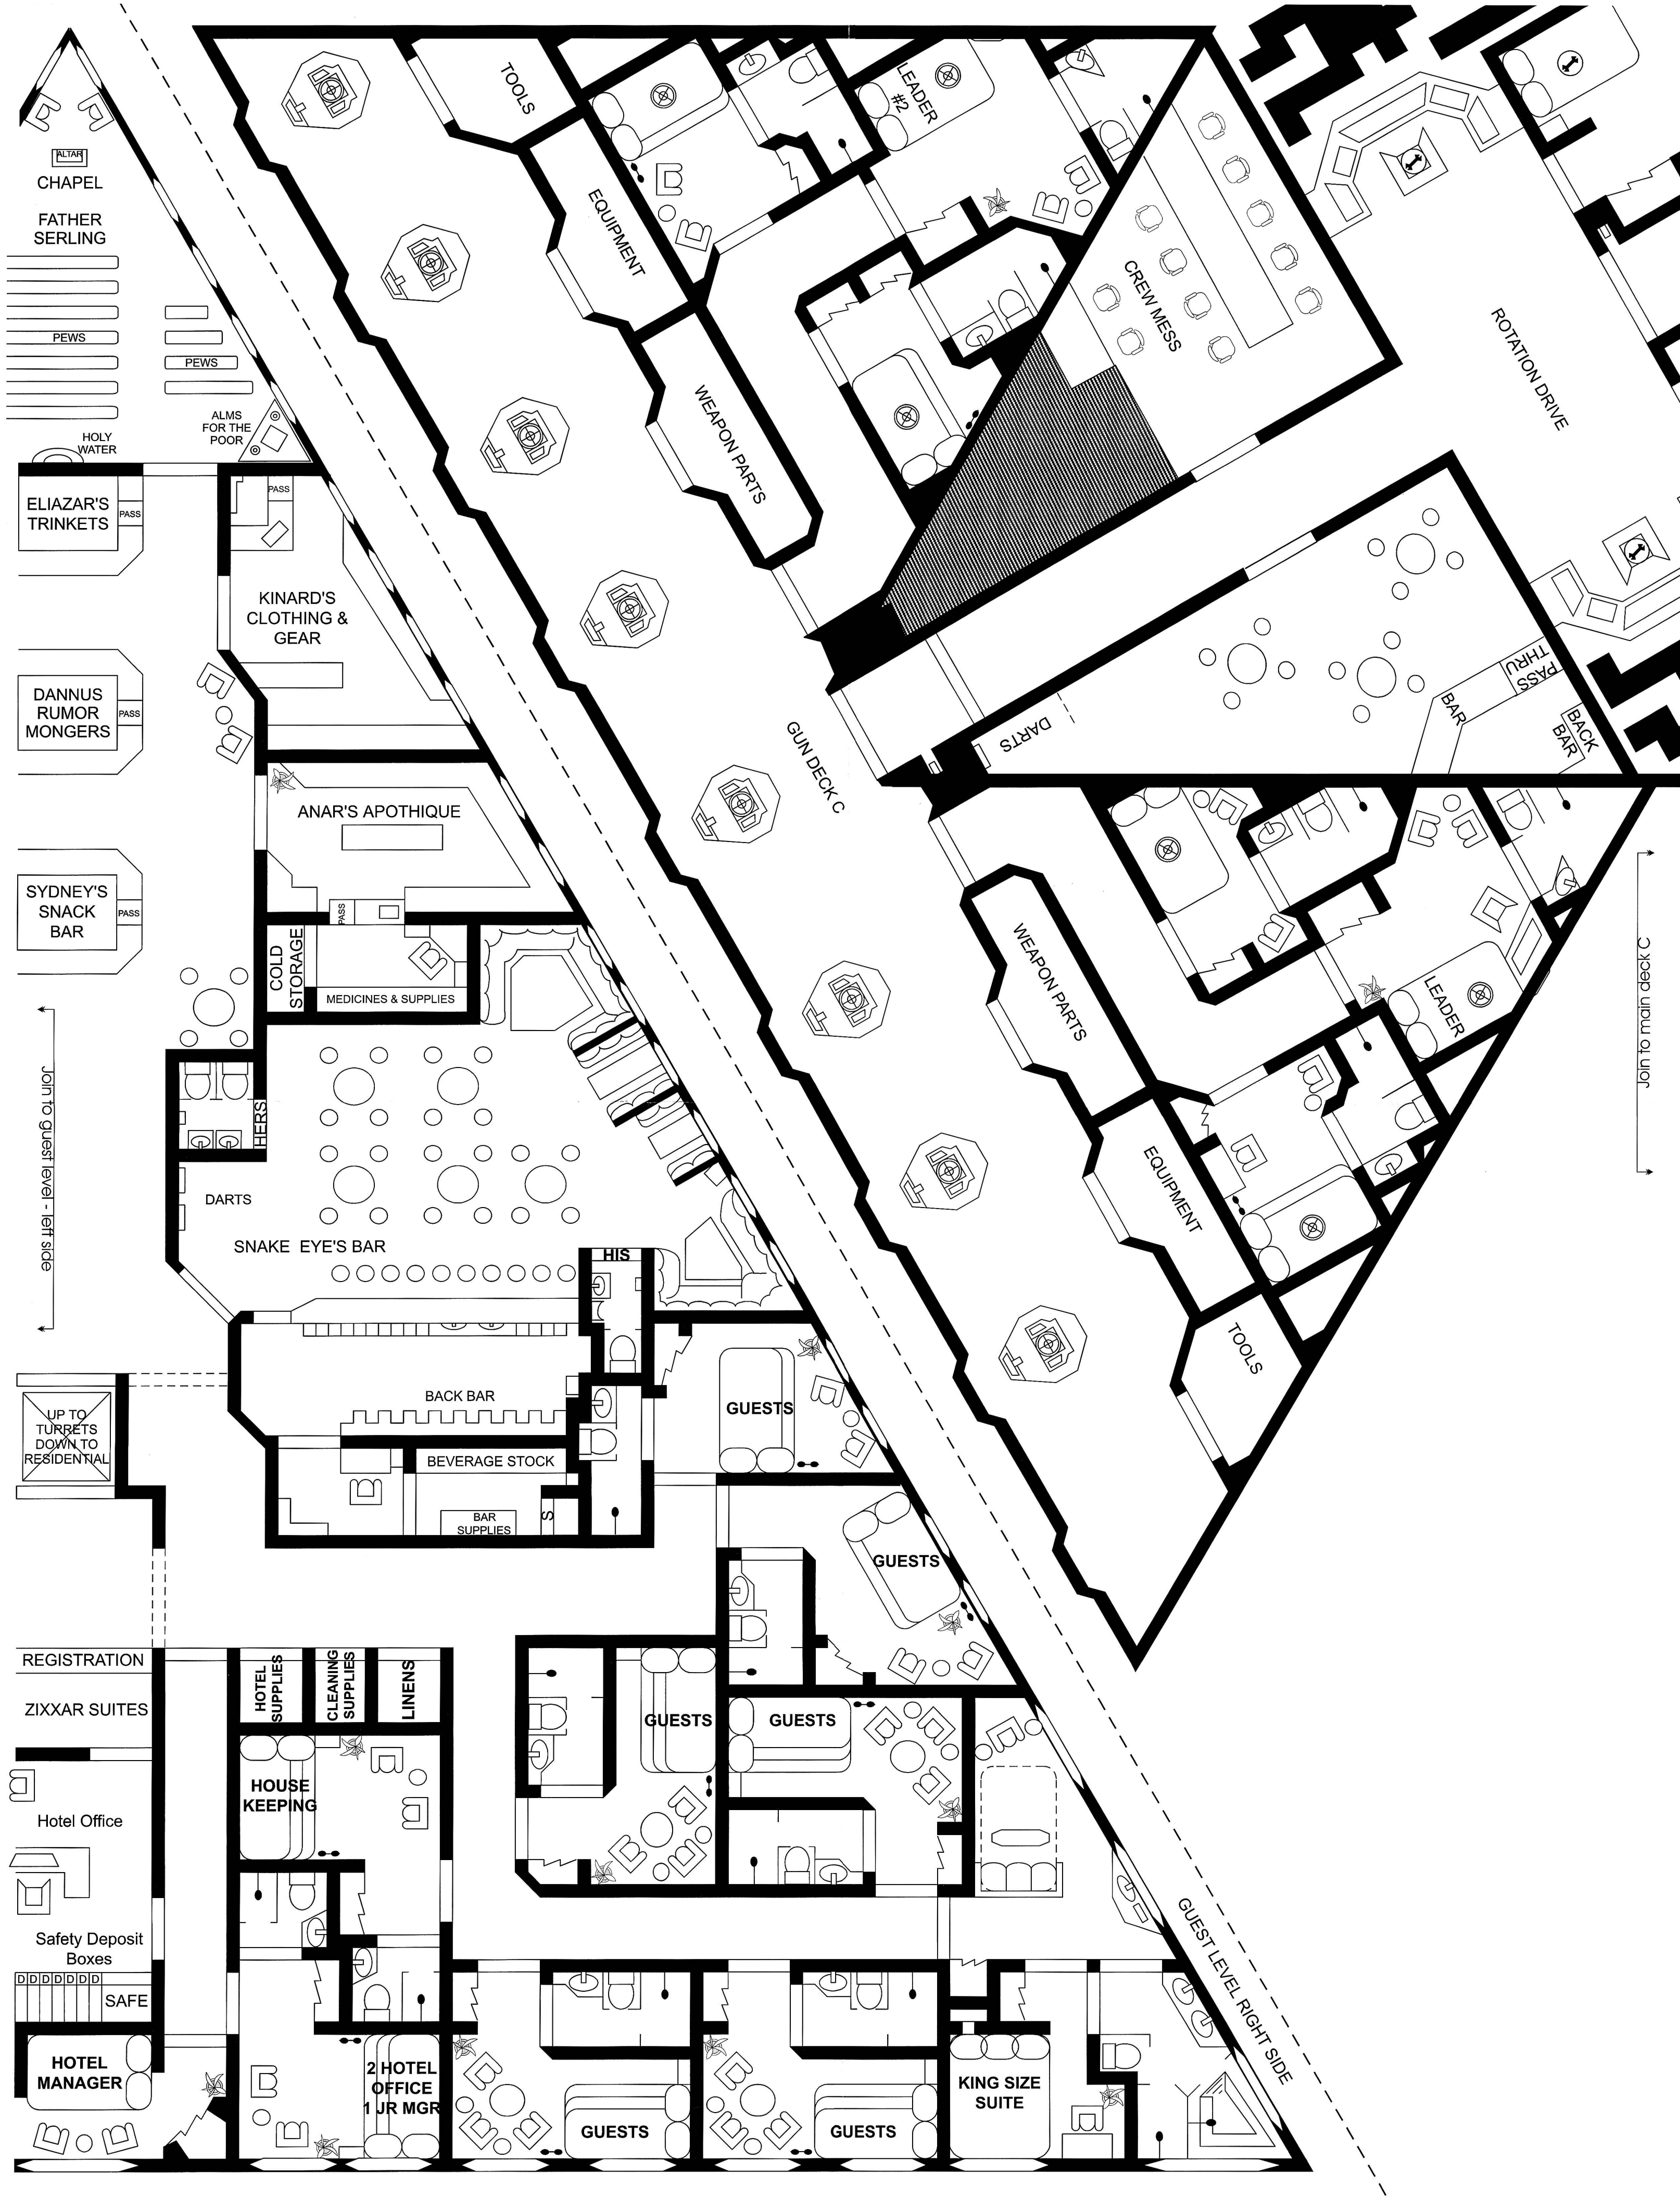 ALTAR
CHAPEL
FATHER
SERLING
PEWS
PEWS
ALMS
FOR THE
POOR
HOLY
WATER
ELIAZAR'S
TRINKETS
PASS
PASS
KINARD'S
CLOTHING &
GEAR
DANNUS
RUMOR
MONGERS
PASS
ANAR'S APOTHIQUE
SYDNEY'S
SNACK
BAR
PASS
PASS
COLD
STORAGE
MEDICINES & SUPPLIES
Join to guest level - left side
HERS
DARTS
SNAKE EYE'S BAR
HIS
BACK BAR
UP TO
TURRETS
DOWN TO
RESIDENTIAL
BEVERAGE STOCK
BAR
SUPPLIES
S
GUESTS
GUESTS
REGISTRATION
ZIXXAR SUITES
HOTEL
SUPPLIES
CLEANING
SUPPLIES
LINENS
GUESTS
GUESTS
HOUSE
KEEPING
Hotel Office
Safety Deposit
Boxes
D D D D D D D
SAFE
HOTEL
MANAGER
2 HOTEL
OFFICE
1 JR MGR
GUESTS
GUESTS
KING SIZE
SUITE
GUEST LEVEL RIGHT SIDE
TOOLS
EQUIPMENT
WEAPON PARTS
LEADER
#2
CREW MESS
ROTATION DRIVE
GUN DECK C
DARTS
PASS
THRU
BAR
BACK
BAR
WEAPON PARTS
LEADER
EQUIPMENT
TOOLS
Join to main deck C